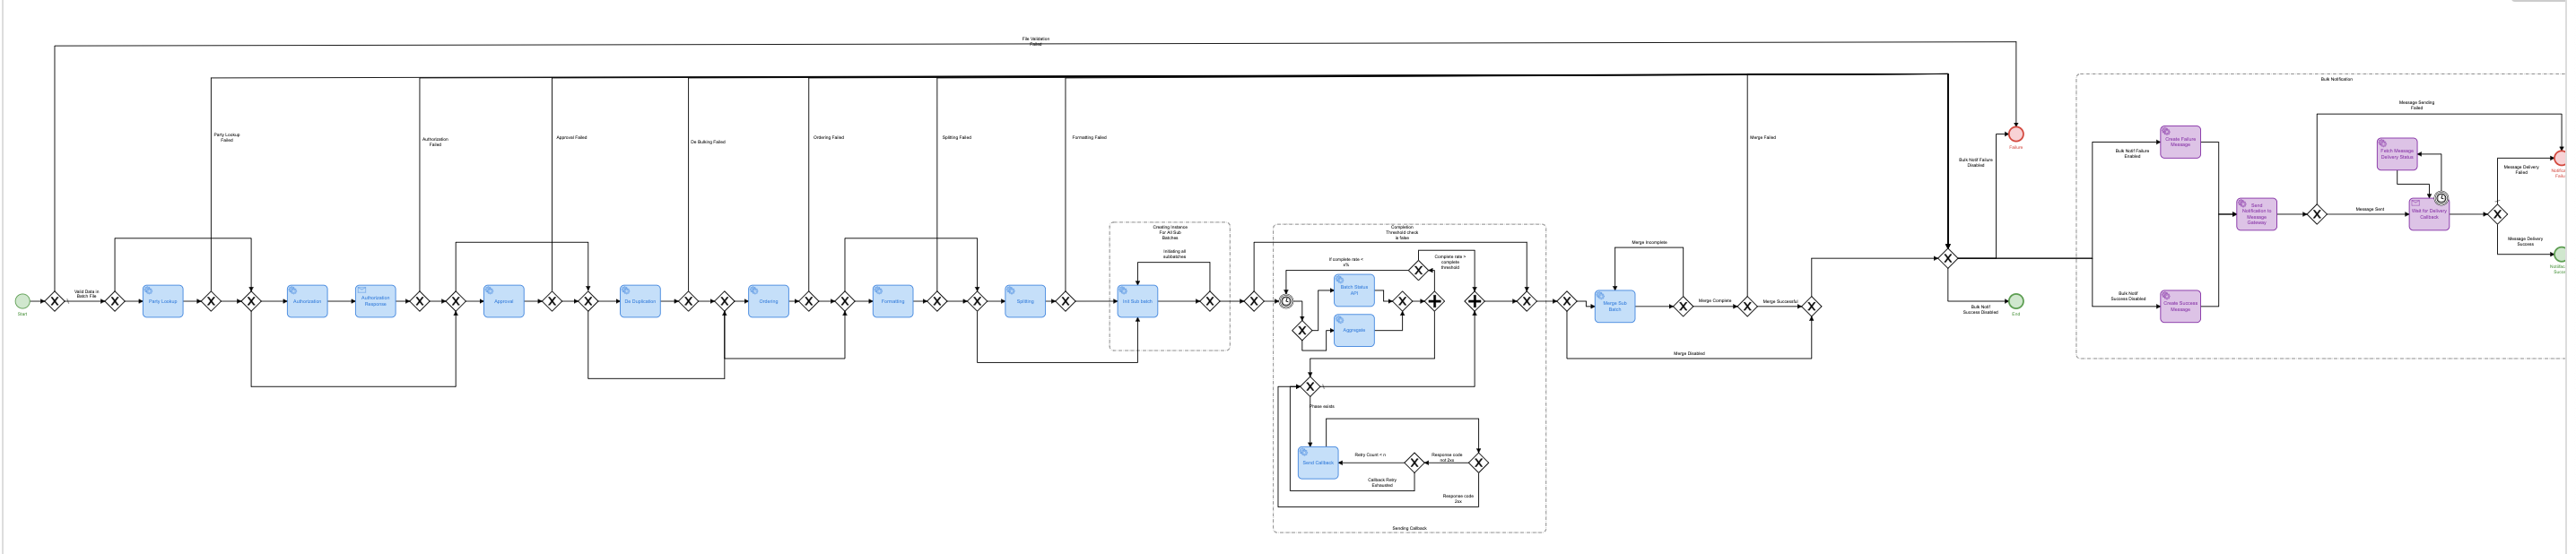 File Validation
Failed
Bulk Notification
Message Sending
Failed
Party Lookup
Failed
Authorization
Failed
Approval Failed
De Bulking Failed
Ordering Failed
Splitting Failed
Formatting Failed
Merge Failed
Failure
Bulk Notif Failure
Disabled
Bulk Notif Failure
Enabled
Create Failure
Message
Fetch Message
Delivery Status
Message Delivery
Failed
Creating Instance
For All Sub
Batches
Initiating all
subbatches
Completion
Threshold check
is false
If complete rate <
x%
Complete rate >
complete
threshold
Merge Incomplete
Send
Notification to
Message
Gateway
Message Sent
Wait for Delivery
Callback
Message Delivery
Success
Start
Valid Data in
Batch File
Party Lookup
Authorization
Authorization
Response
Approval
De Duplication
Ordering
Formatting
Splitting
Init Sub batch
Batch Status
API
Aggregate
Merge Sub
Batch
Merge Complete
Merge Successful
Merge Disabled
Bulk Notif
Success Disabled
End
Bulk Notif
Success Disabled
Create Success
Message
Phase exists
Send Callback
Retry Count < n
Response code
not 2xx
Callback Retry
Exhausted
Response code
2xx
Sending Callback